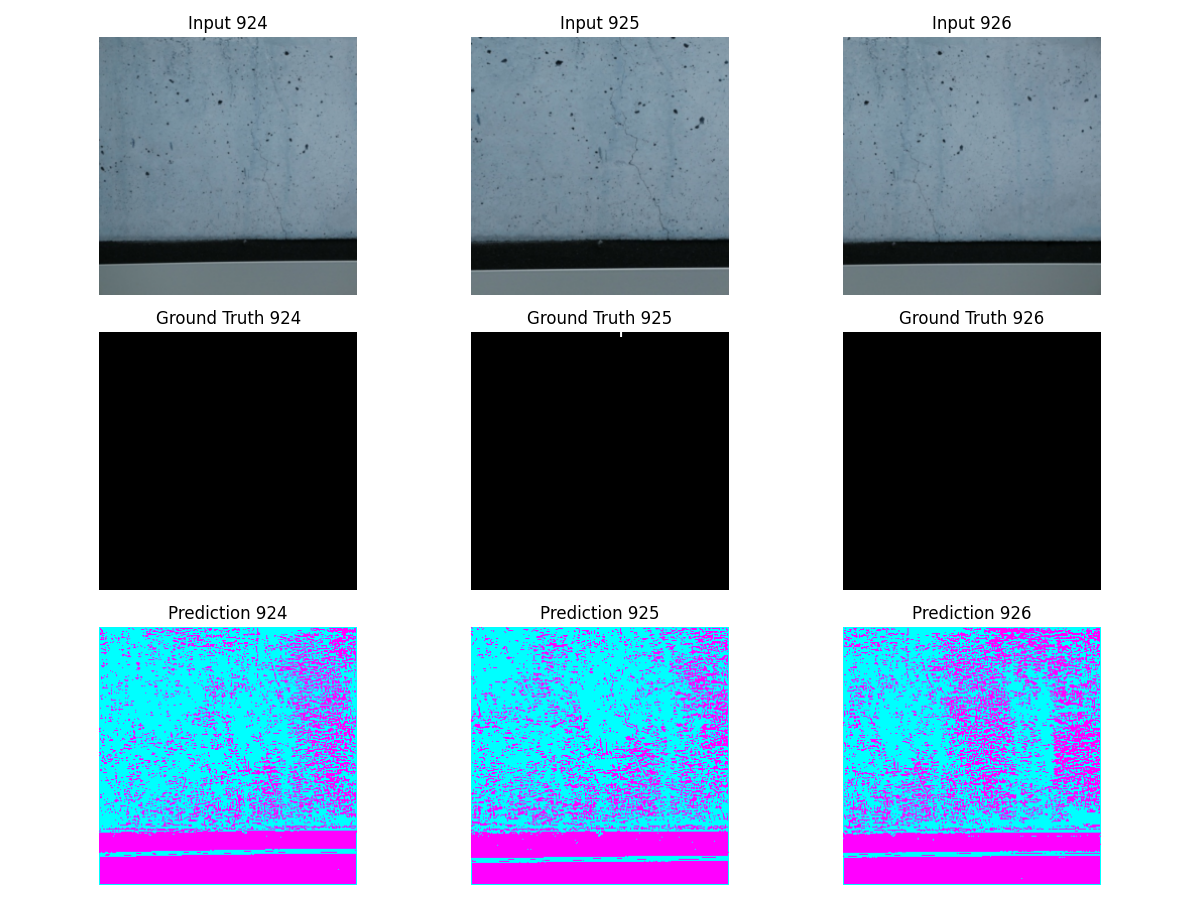 Input 924
Input 925
Input 926
Ground Truth 924
Ground Truth 925
Ground Truth 926
Prediction 924
Prediction 925
Prediction 926